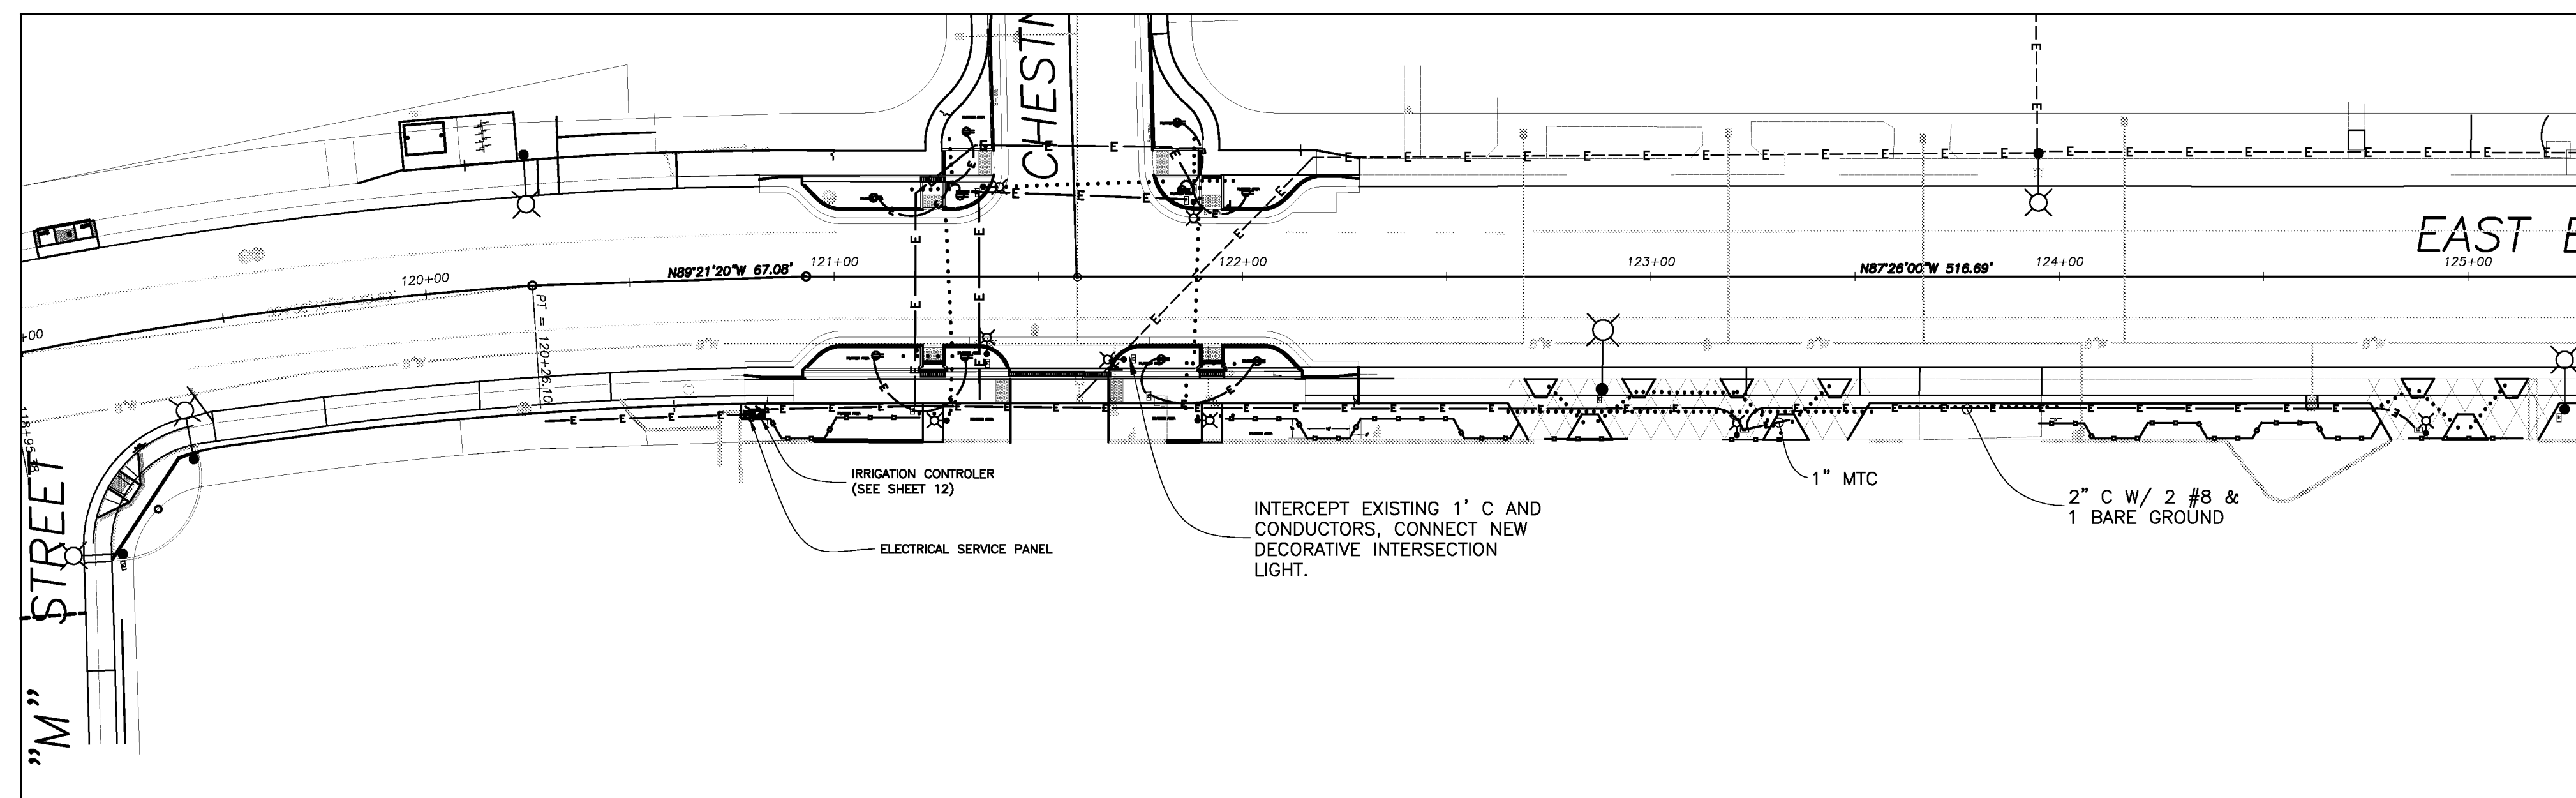 CHESTN
EAST E
120+00
N89°21'20"W 67.08'
121+00
122+00
123+00
N87°26'00"W 516.69'
124+00
125+00
+00
PT = 120+26.10
IRRIGATION CONTROLER
(SEE SHEET 12)
ELECTRICAL SERVICE PANEL
INTERCEPT EXISTING 1' C AND
CONDUCTORS, CONNECT NEW
DECORATIVE INTERSECTION
LIGHT.
1" MTC
2" C W/ 2 #8 &
1 BARE GROUND
"M" STREET